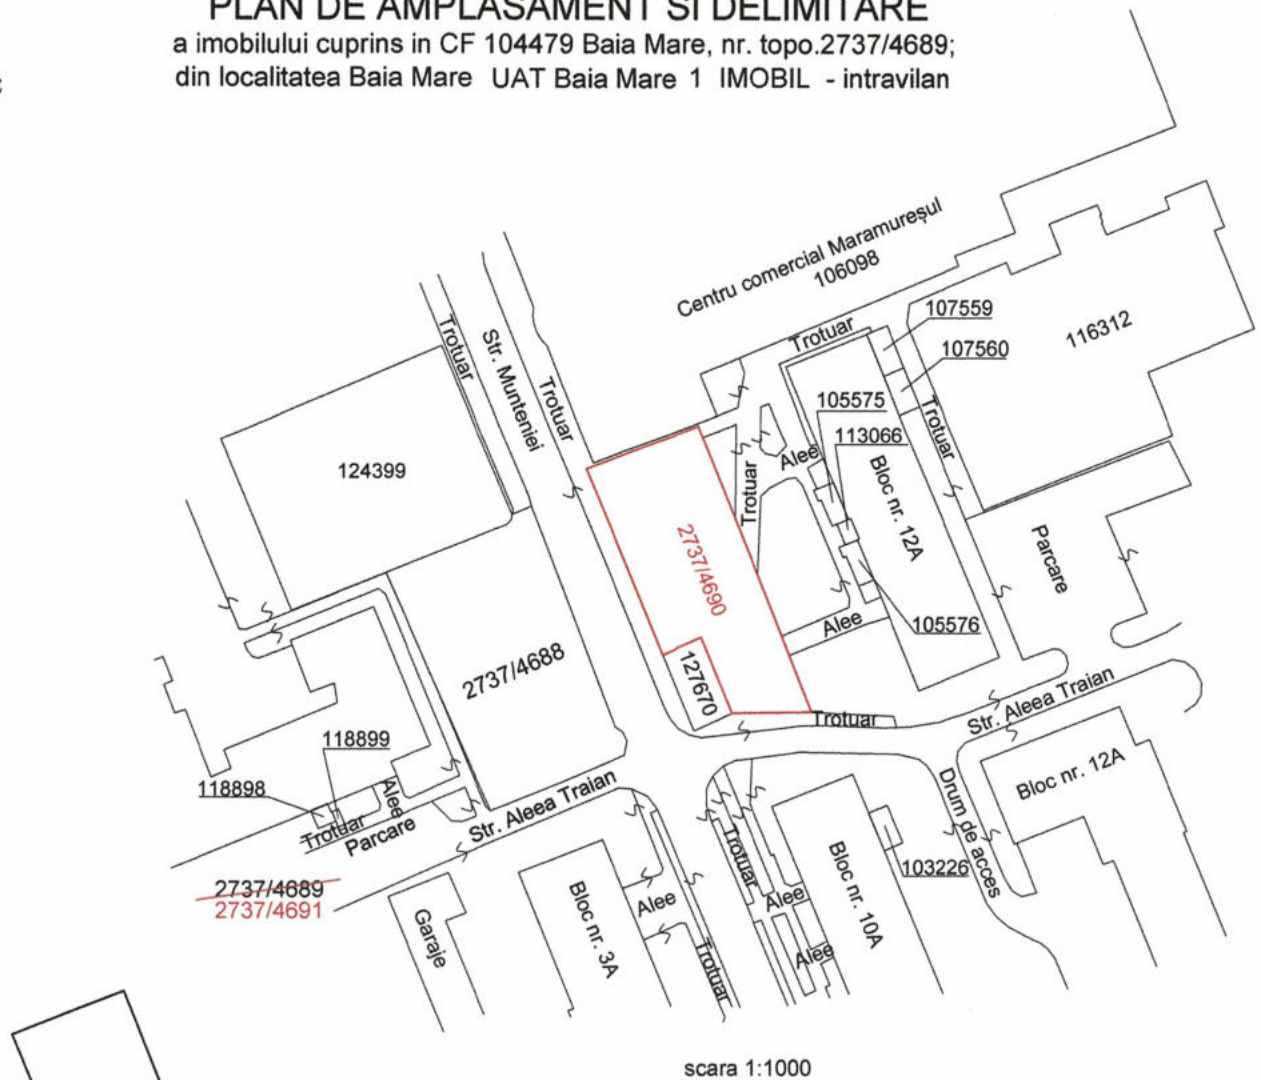 PLAN DE AMPLASAMENT SI DELIMITARE
a imobilului cuprins in CF 104479 Baia Mare, nr. topo.2737/4689;
din localitatea Baia Mare UAT Baia Mare 1 IMOBIL - intravilan
Centru comercial Maramureşul
106098
107559
116312
107560
Trotuar
Trotuar
Str. Munteniei
Trotuar
105575
113066
Trotuar
124399
Alee
Trotuar
Bloc nr. 12A
2737/4690
Parcare
105576
Alee
2737/4688
127670
Trotuar
Str. Aleea Traian
118899
118898
Alee
Trotuar
Parcare
Str. Aleea Traian
Bloc nr. 12A
Drum de acces
2737/4689
2737/4691
Trotuar
103226
Garaje
Bloc nr. 3A
Alee
Alee
Bloc nr. 10A
Trotuar
Alee
scara 1:1000